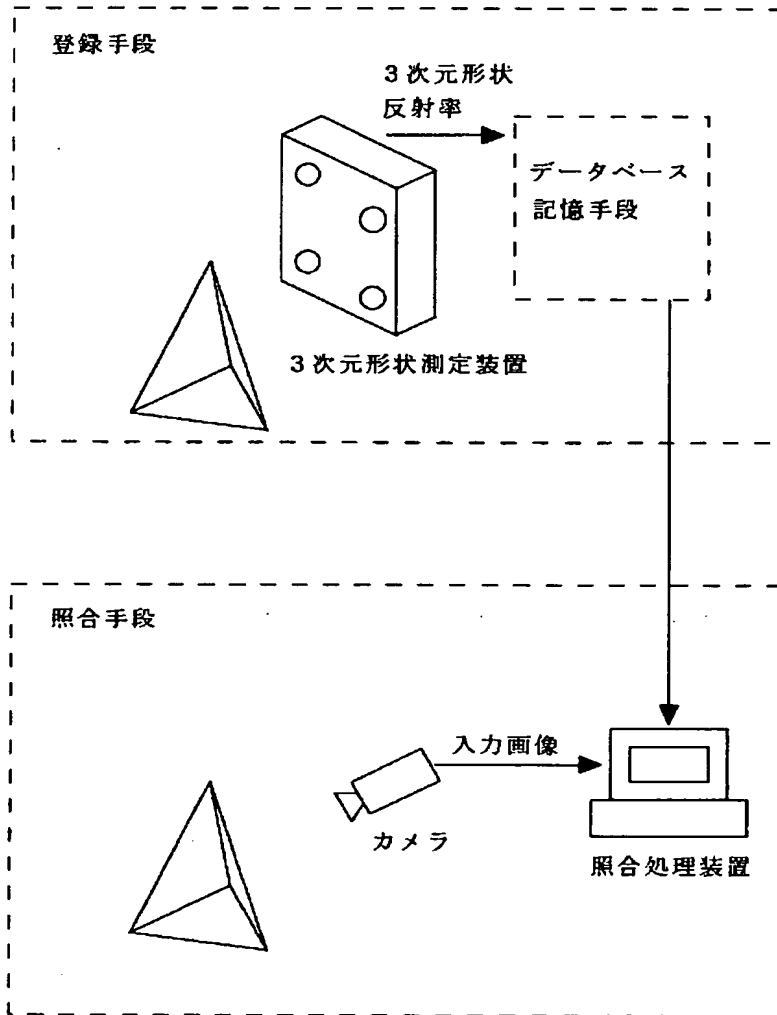 登録手段
3次元形状
反射率
データベース
記憶手段
3次元形状測定装置
照合手段
入力画像
カメラ
照合処理装置